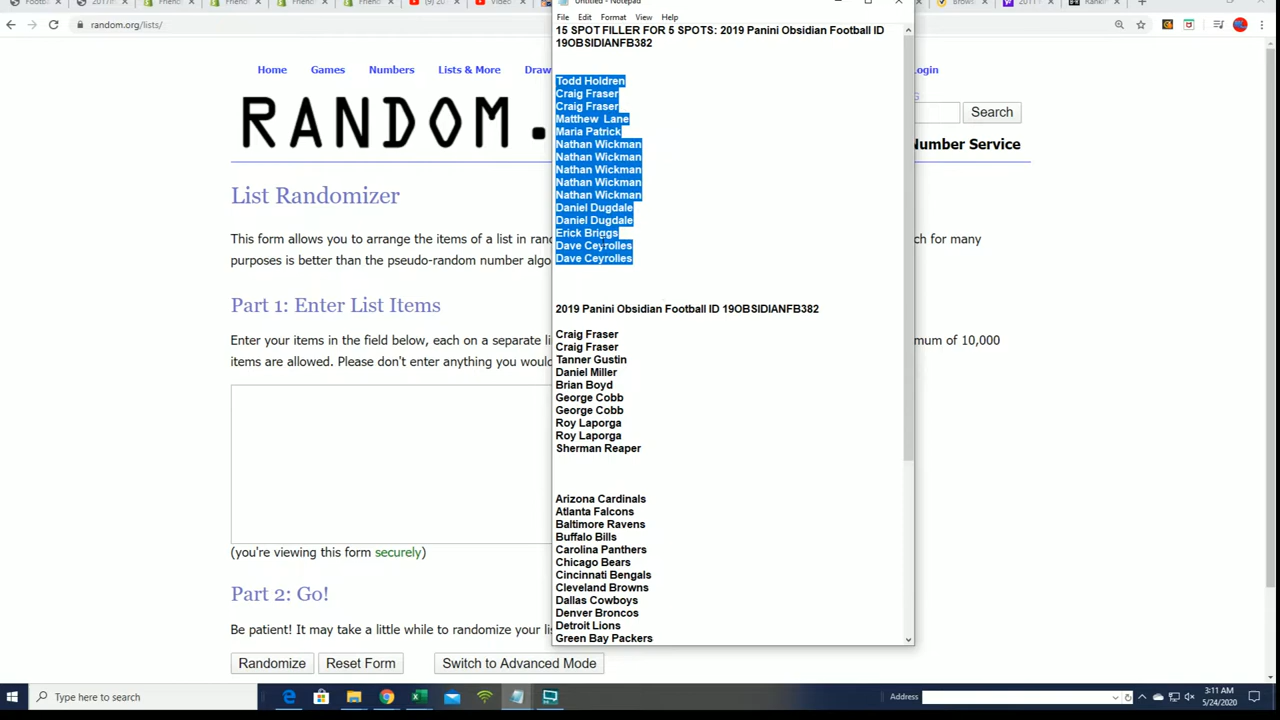 random.org/lists/
Home Games Numbers Lists & More Draw
Login
RANDOM.
Search
Number Service
List Randomizer
This form allows you to arrange the items of a list in ran
ch for many
purposes is better than the pseudo-random number algo
Part 1: Enter List Items
Enter your items in the field below, each on a separate li
mum of 10,000
items are allowed. Please don't enter anything you woul
(you're viewing this form securely)
Part 2: Go!
Be patient! It may take a little while to randomize your li
Randomize Reset Form Switch to Advanced Mode
Untitled - Notepad
File Edit Format View Help
15 SPOT FILLER FOR 5 SPOTS: 2019 Panini Obsidian Football ID
19OBSIDIANFB382
Todd Holdren
Craig Fraser
Craig Fraser
Matthew Lane
Maria Patrick
Nathan Wickman
Nathan Wickman
Nathan Wickman
Nathan Wickman
Nathan Wickman
Daniel Dugdale
Daniel Dugdale
Erick Briggs
Dave Ceyrolles
Dave Ceyrolles
2019 Panini Obsidian Football ID 19OBSIDIANFB382
Craig Fraser
Craig Fraser
Tanner Gustin
Daniel Miller
Brian Boyd
George Cobb
George Cobb
Roy Laporga
Roy Laporga
Sherman Reaper
Arizona Cardinals
Atlanta Falcons
Baltimore Ravens
Buffalo Bills
Carolina Panthers
Chicago Bears
Cincinnati Bengals
Cleveland Browns
Dallas Cowboys
Denver Broncos
Detroit Lions
Green Bay Packers
Type here to search
Address
3:11 AM
5/24/2020